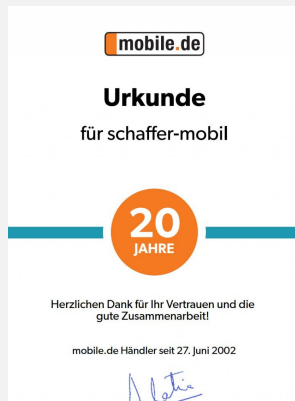 mobile.de
Urkunde
für schaffer-mobil
20
JAHRE
Herzlichen Dank für Ihr Vertrauen und die
gute Zusammenarbeit!
mobile.de Händler seit 27. Juni 2002